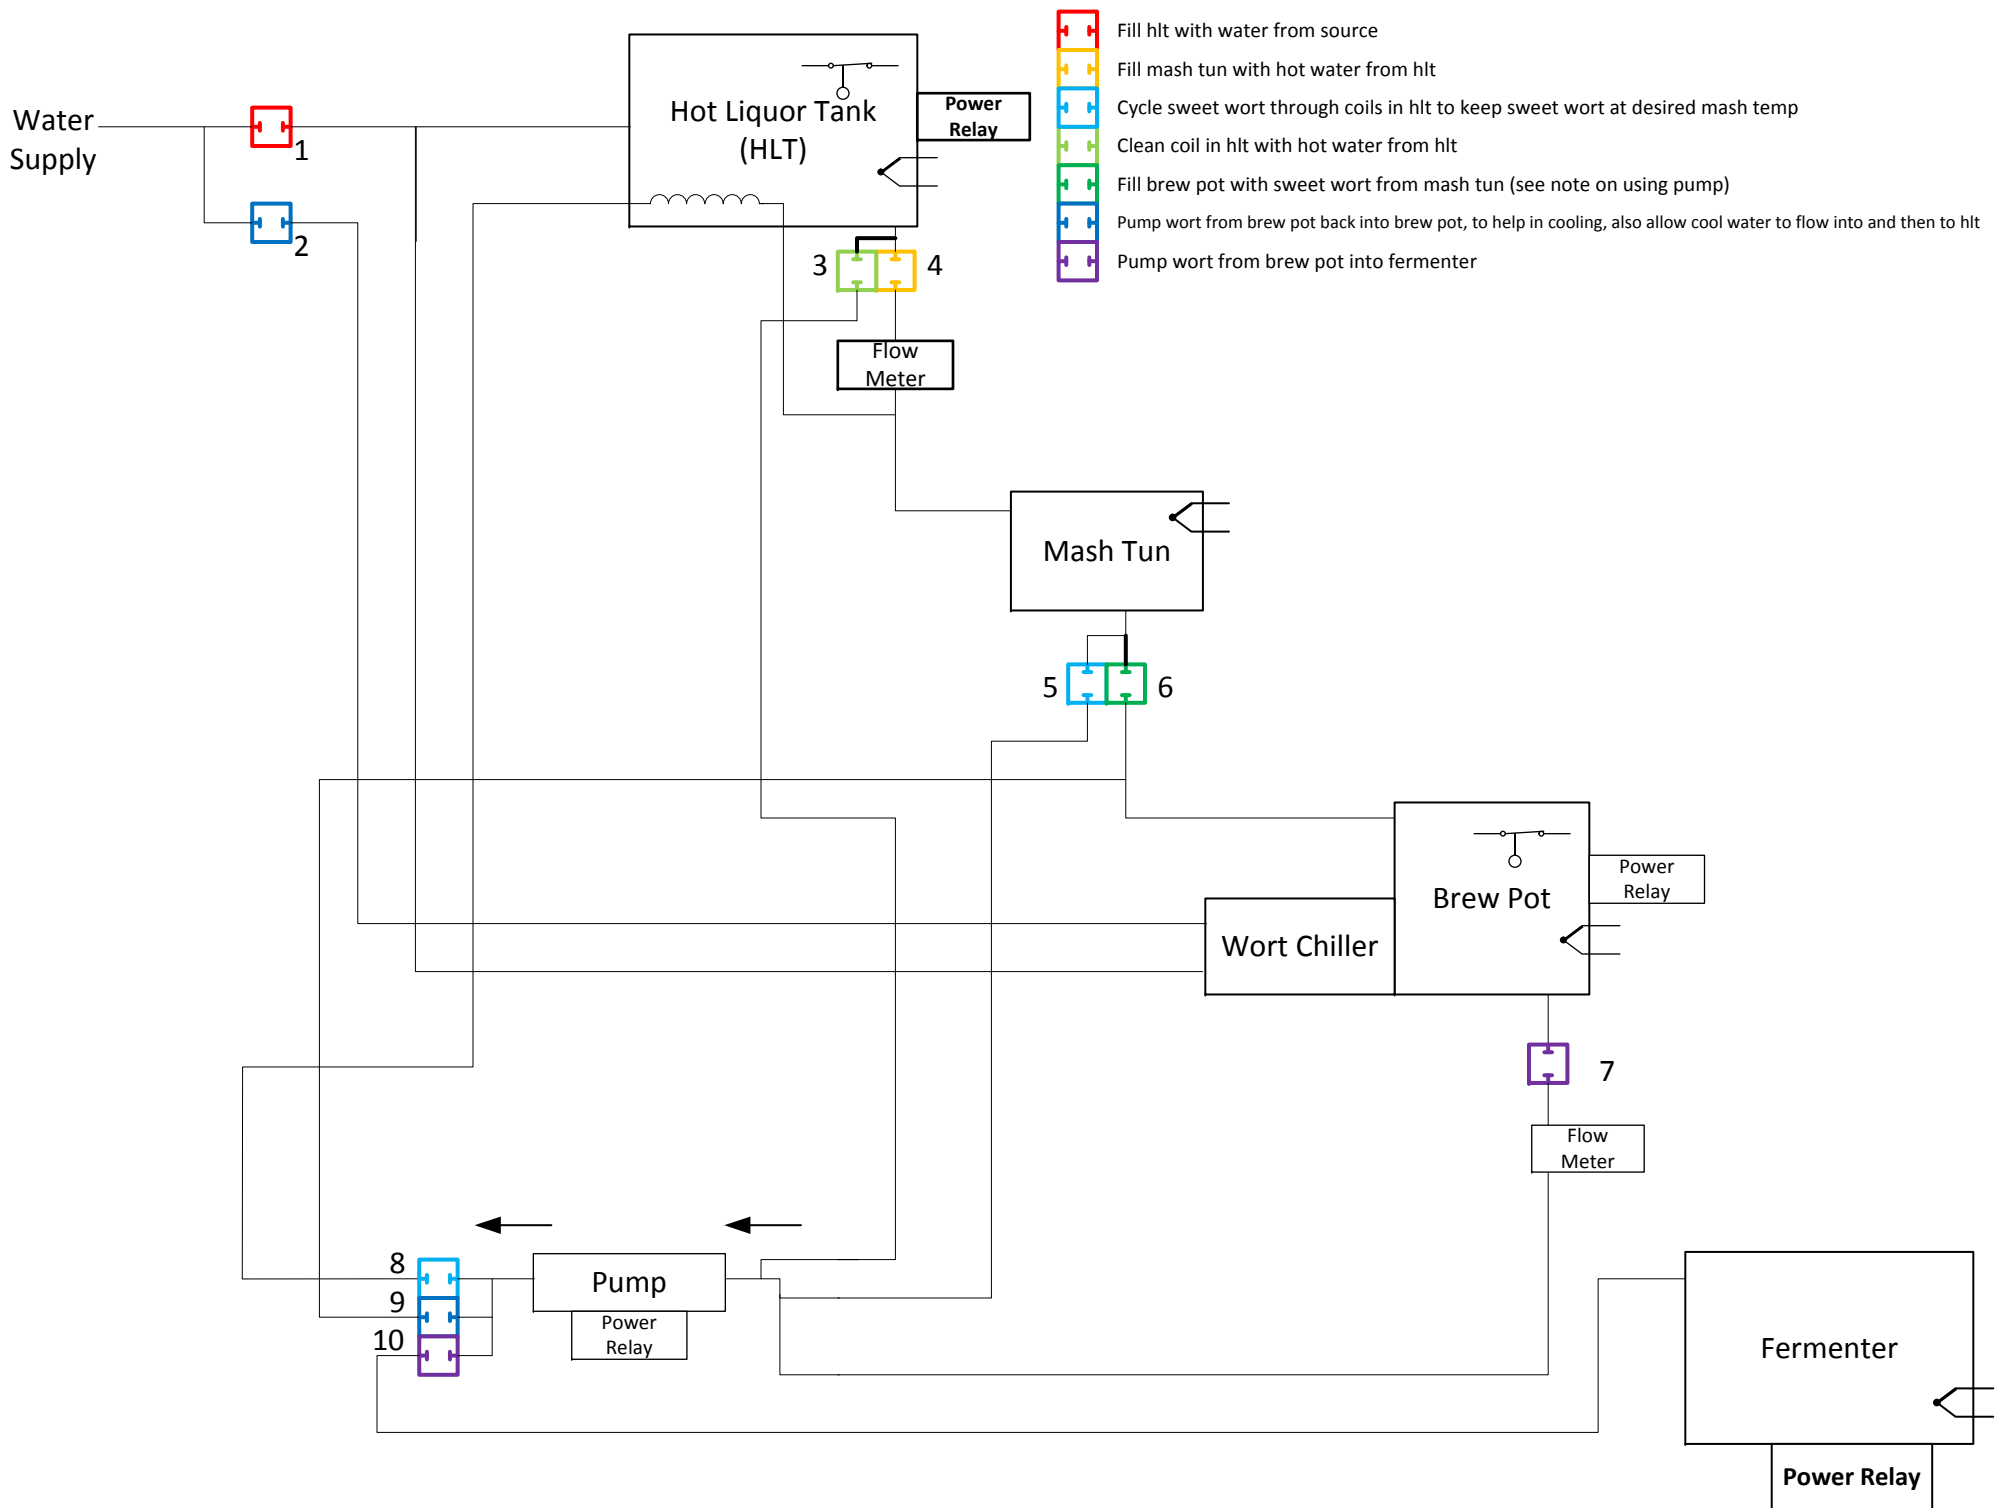 Fill hlt with water from source
Fill mash tun with hot water from hlt
Cycle sweet wort through coils in hlt to keep sweet wort at desired mash temp
Clean coil in hlt with hot water from hlt
Fill brew pot with sweet wort from mash tun (see note on using pump)
Pump wort from brew pot back into brew pot, to help in cooling, also allow cool water to flow into and then to hlt
Pump wort from brew pot into fermenter
Water
Supply
1
2
Hot Liquor Tank
(HLT)
Power
Relay
3
4
Flow
Meter
Mash Tun
5
6
Brew Pot
Power
Relay
Wort Chiller
7
Flow
Meter
8
9
10
Pump
Power
Relay
Fermenter
Power Relay